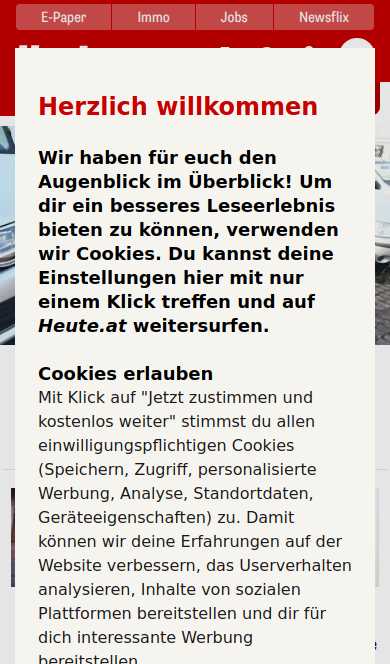 E-Paper Immo Jobs Newsflix
Herzlich willkommen
Wir haben für euch den
Augenblick im Überblick! Um
dir ein besseres Leseerlebnis
bieten zu können, verwenden
wir Cookies. Du kannst deine
Einstellungen hier mit nur
einem Klick treffen und auf
Heute.at weitersurfen.
Cookies erlauben
Mit Klick auf "Jetzt zustimmen und
kostenlos weiter" stimmst du allen
einwilligungspflichtigen Cookies
(Speichern, Zugriff, personalisierte
Werbung, Analyse, Standortdaten,
Geräteeigenschaften) zu. Damit
können wir deine Erfahrungen auf der
Website verbessern, das Userverhalten
analysieren, Inhalte von sozialen
Plattformen bereitstellen und dir für
dich interessante Werbung
bereitstellen